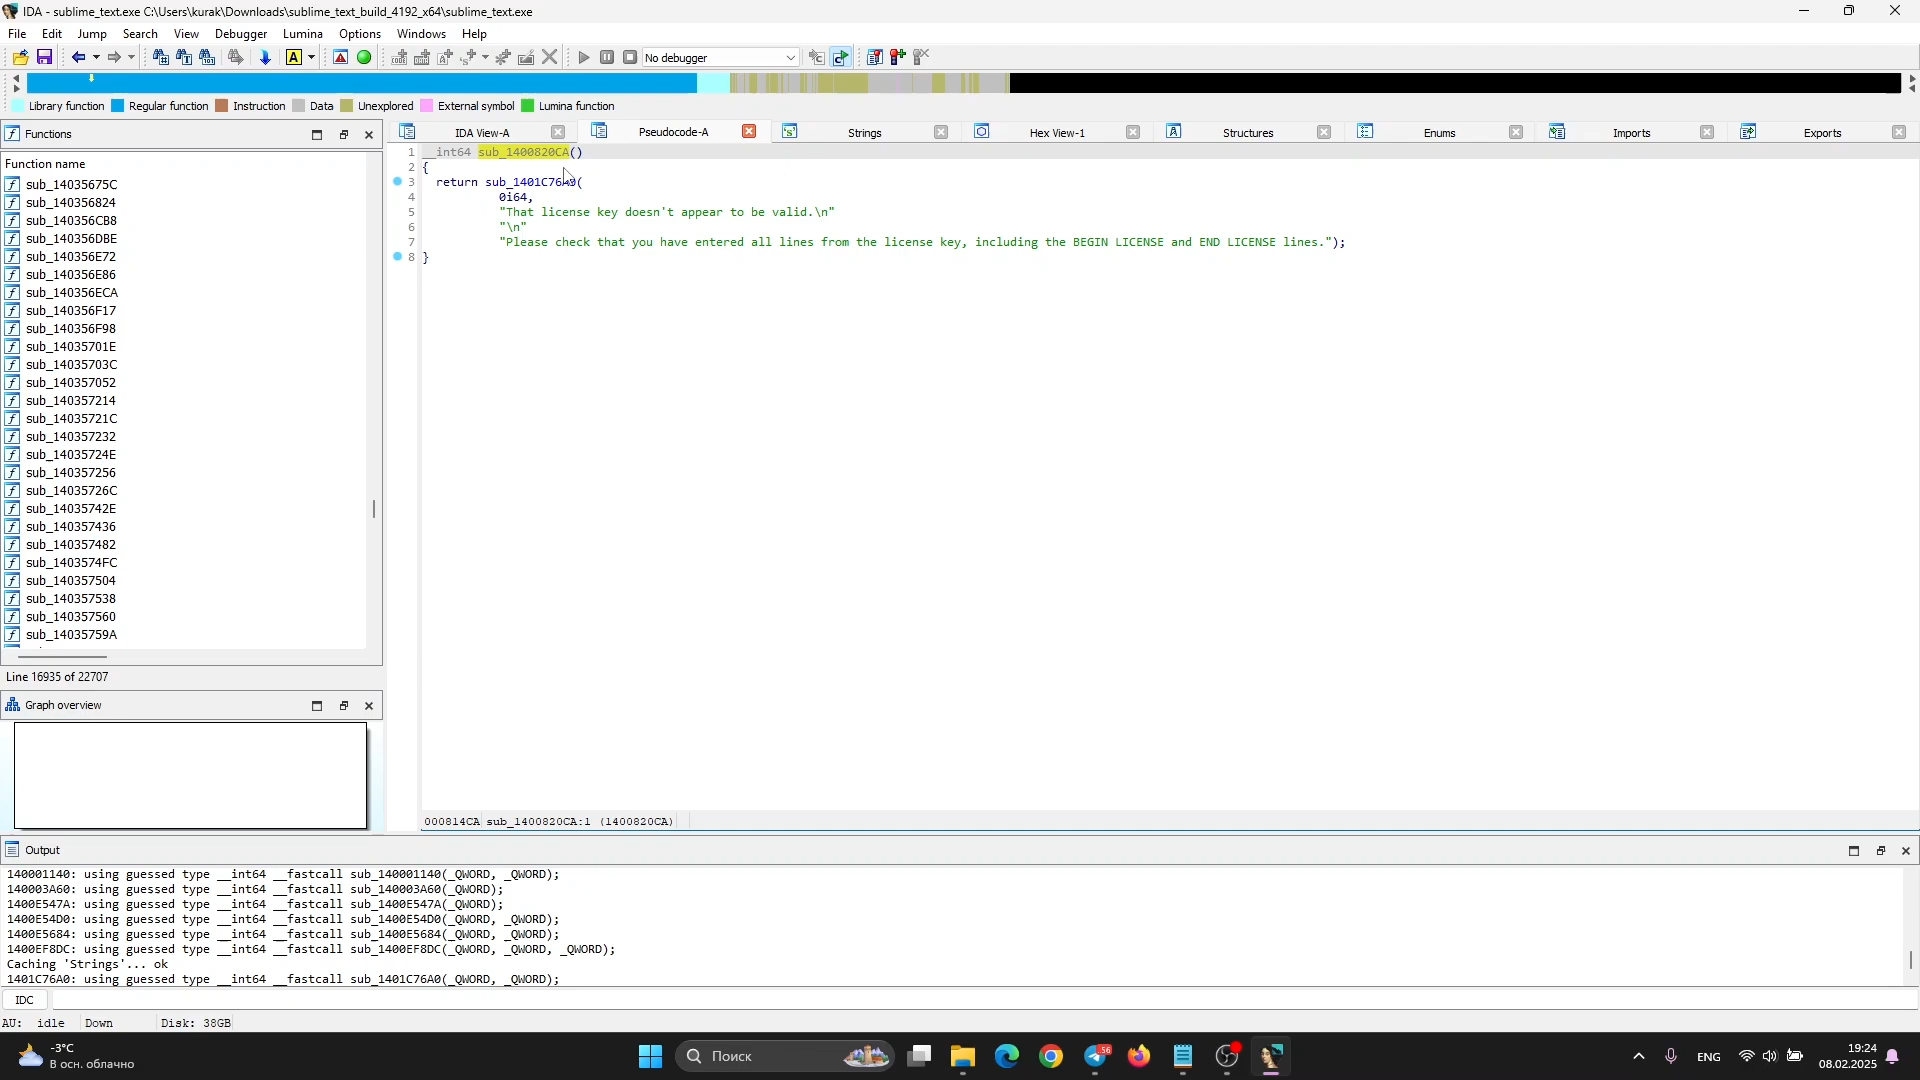 IDA - sublime_text.exe C:\Users\kurak\Downloads\sublime_text_build_4192_x64\sublime_text.exe
File Edit Jump Search View Debugger Lumina Options Windows Help
No debugger
Library function Regular function Instruction Data Unexplored External symbol Lumina function
Functions
IDA View-A Pseudocode-A Strings Hex View-1 Structures Enums Imports Exports
Function name
sub_14035675C
sub_140356824
sub_140356CB8
sub_140356DBE
sub_140356E72
sub_140356E86
sub_140356ECA
sub_140356F17
sub_140356F98
sub_14035701E
sub_14035703C
sub_140357052
sub_140357214
sub_14035721C
sub_140357232
sub_14035724E
sub_140357256
sub_14035726C
sub_14035742E
sub_140357436
sub_140357482
sub_1403574FC
sub_140357504
sub_140357538
sub_140357560
sub_14035759A
Line 16935 of 22707
Graph overview
1 __int64 sub_1400820CA()
2 {
3 return sub_1401C76A0(
4 0i64,
5 "That license key doesn't appear to be valid.\n"
6 "\n"
7 "Please check that you have entered all lines from the license key, including the BEGIN LICENSE and END LICENSE lines.");
8 }
000814CA sub_1400820CA:1 (1400820CA)
Output
140001140: using guessed type __int64 __fastcall sub_140001140(_QWORD, _QWORD);
140003A60: using guessed type __int64 __fastcall sub_140003A60(_QWORD, _QWORD);
1400E547A: using guessed type __int64 __fastcall sub_1400E547A(_QWORD);
1400E54D0: using guessed type __int64 __fastcall sub_1400E54D0(_QWORD, _QWORD);
1400E5684: using guessed type __int64 __fastcall sub_1400E5684(_QWORD, _QWORD);
1400EF8DC: using guessed type __int64 __fastcall sub_1400EF8DC(_QWORD, _QWORD, _QWORD);
Caching 'Strings'... ok
1401C76A0: using guessed type __int64 __fastcall sub_1401C76A0(_QWORD, _QWORD);
IDC
AU: idle Down Disk: 38GB
-3°C
В осн. облачно
Поиск
56
ENG
19:24
08.02.2025